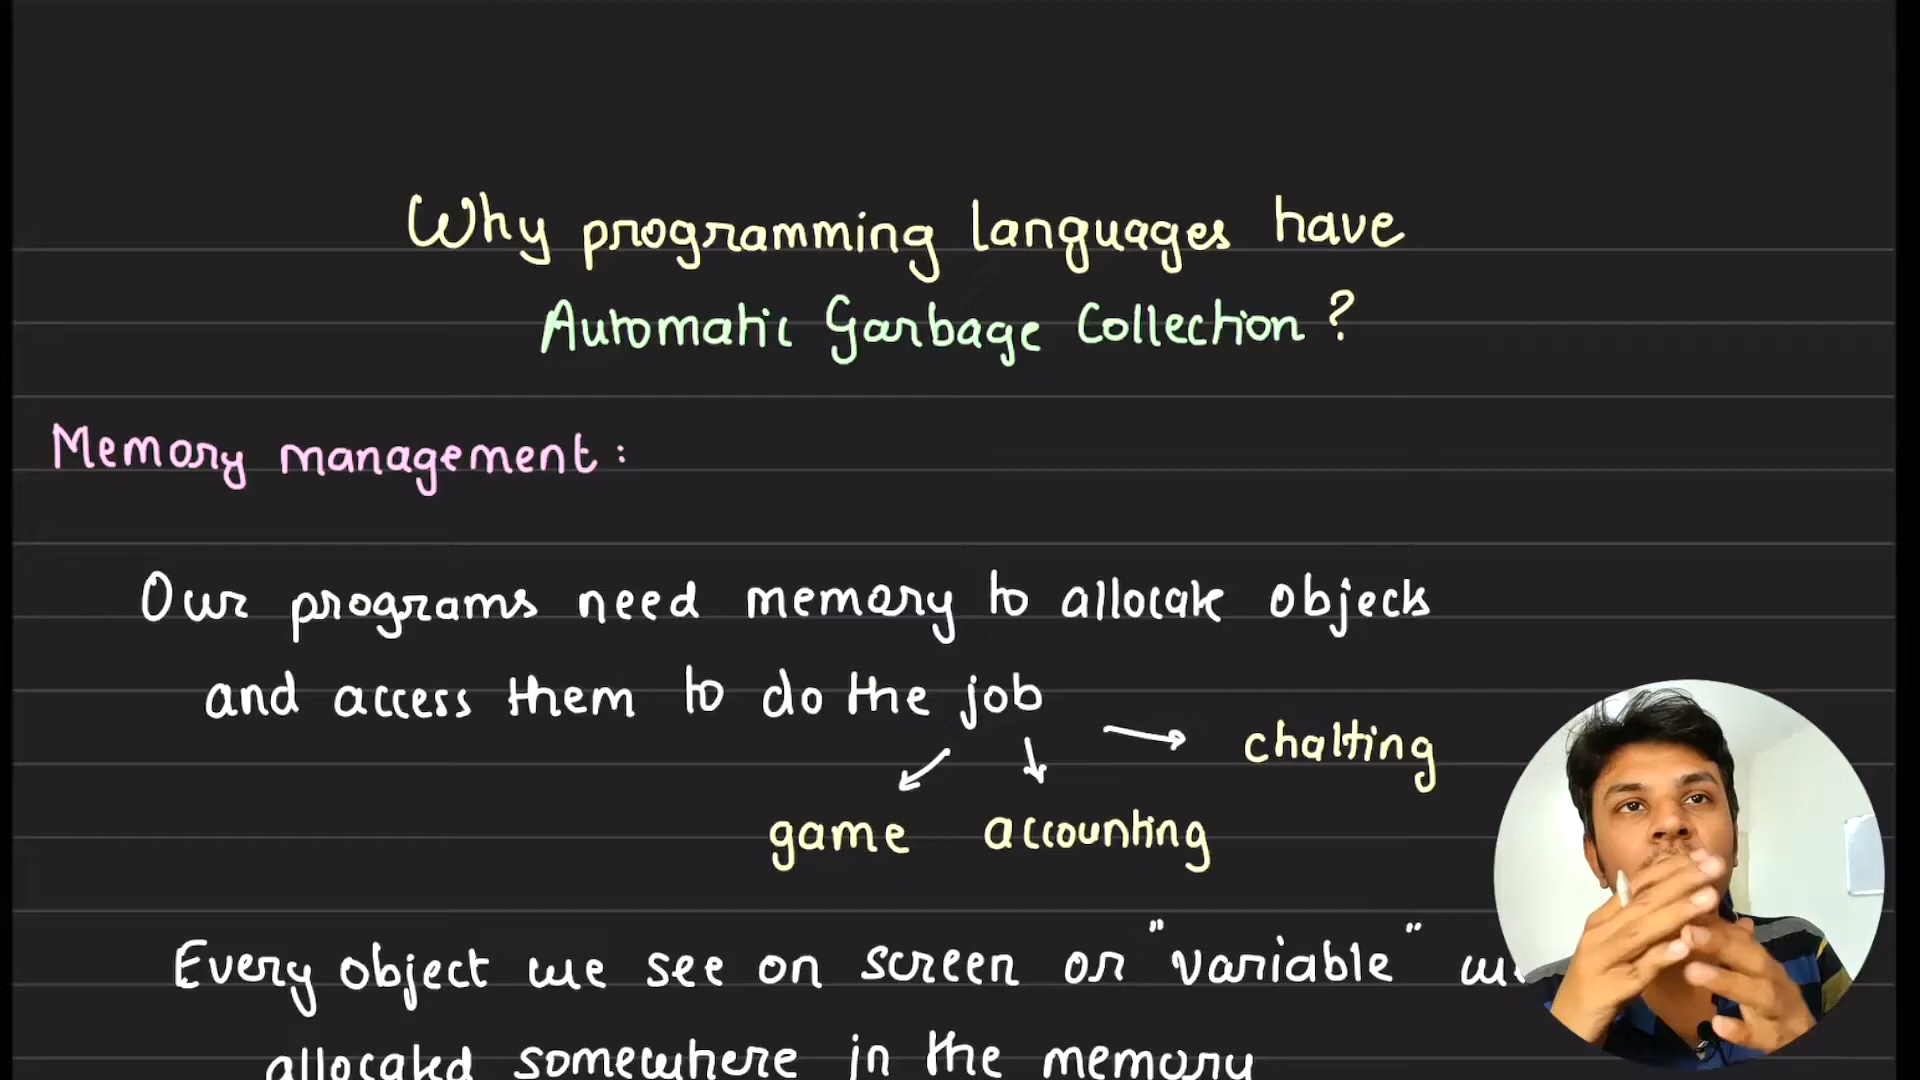 Why programming languages have
Automatic Garbage Collection?
Memory management:
Our programs need memory to allocate objects
and access them to do the job
chatting
game accounting
Every object we see on screen or "variable"
allocated somewhere in the memory